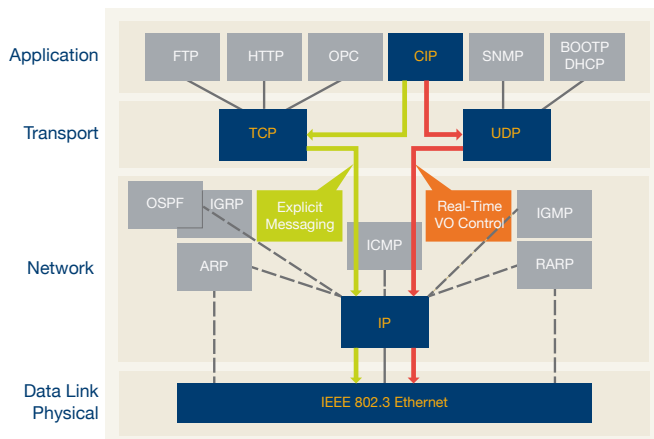 Application
FTP
HTTP
OPC
CIP
SNMP
BOOTP
DHCP
Transport
TCP
UDP
Network
OSPF
IGRP
Explicit
Messaging
Real-Time
VO Control
IGMP
ICMP
ARP
RARP
IP
Data Link
Physical
IEEE 802.3 Ethernet